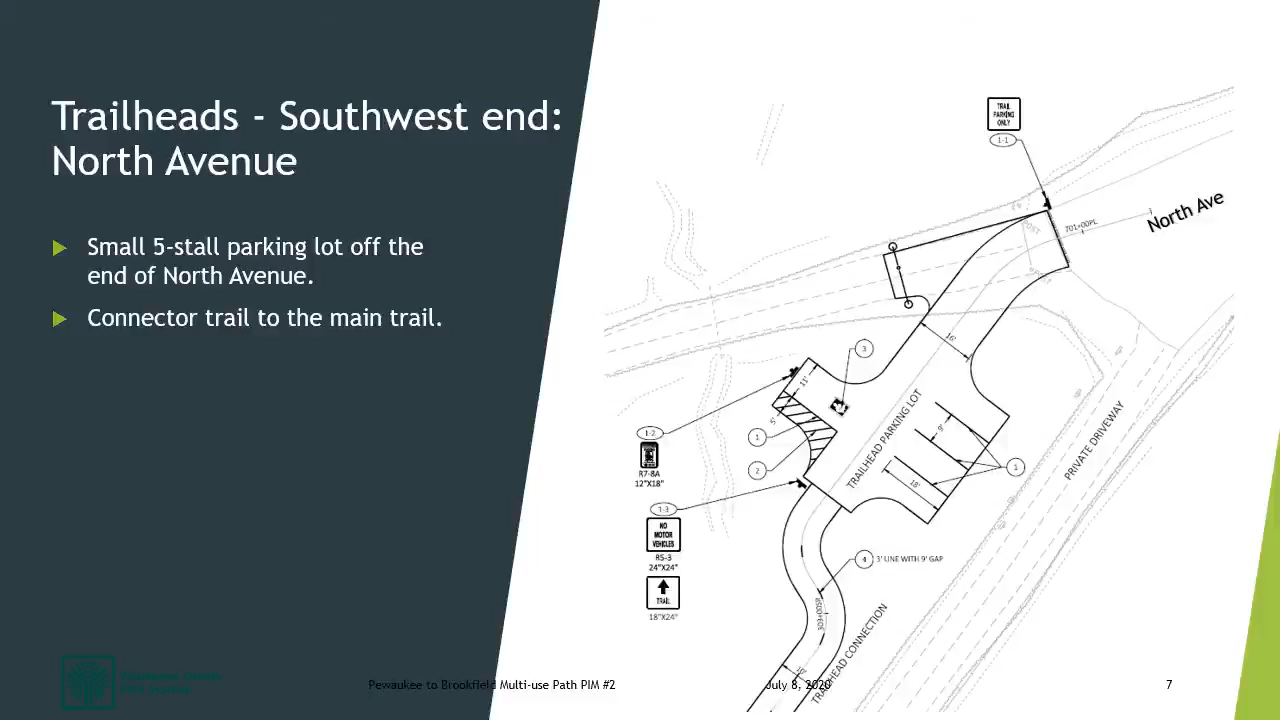 Trailheads - Southwest end:
North Avenue
Small 5-stall parking lot off the
end of North Avenue.
Connector trail to the main trail.
TRAIL
PARKING
ONLY
1-1
701+00PL
North Ave
16'
3
11'
5'
1
2
TRAILHEAD PARKING LOT
9'
18'
1
PRIVATE DRIVEWAY
1-2
R7-8A
12"X18"
1-3
NO
MOTOR
VEHICLES
R5-3
24"X24"
TRAIL
18"X24"
4 3' LINE WITH 9' GAP
TRAILHEAD CONNECTION
10'
Pewaukee to Brookfield Multi-use Path PIM #2
July 8, 2020
7